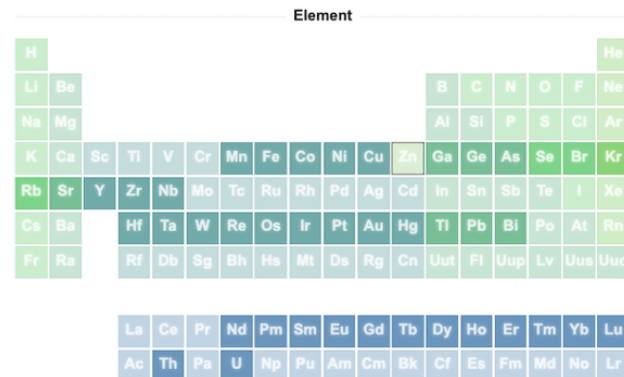 Element
H He
Li Be B C N O F Ne
Na Mg Al Si P S Cl Ar
K Ca Sc Ti V Cr Mn Fe Co Ni Cu Zn Ga Ge As Se Br Kr
Rb Sr Y Zr Nb Mo Tc Ru Rh Pd Ag Cd In Sn Sb Te I Xe
Cs Ba Hf Ta W Re Os Ir Pt Au Hg Tl Pb Bi Po At Rn
Fr Ra Rf Db Sg Bh Hs Mt Ds Rg Cn Uut Fl Uup Lv Uus Uuo
La Ce Pr Nd Pm Sm Eu Gd Tb Dy Ho Er Tm Yb Lu
Ac Th Pa U Np Pu Am Cm Bk Cf Es Fm Md No Lr